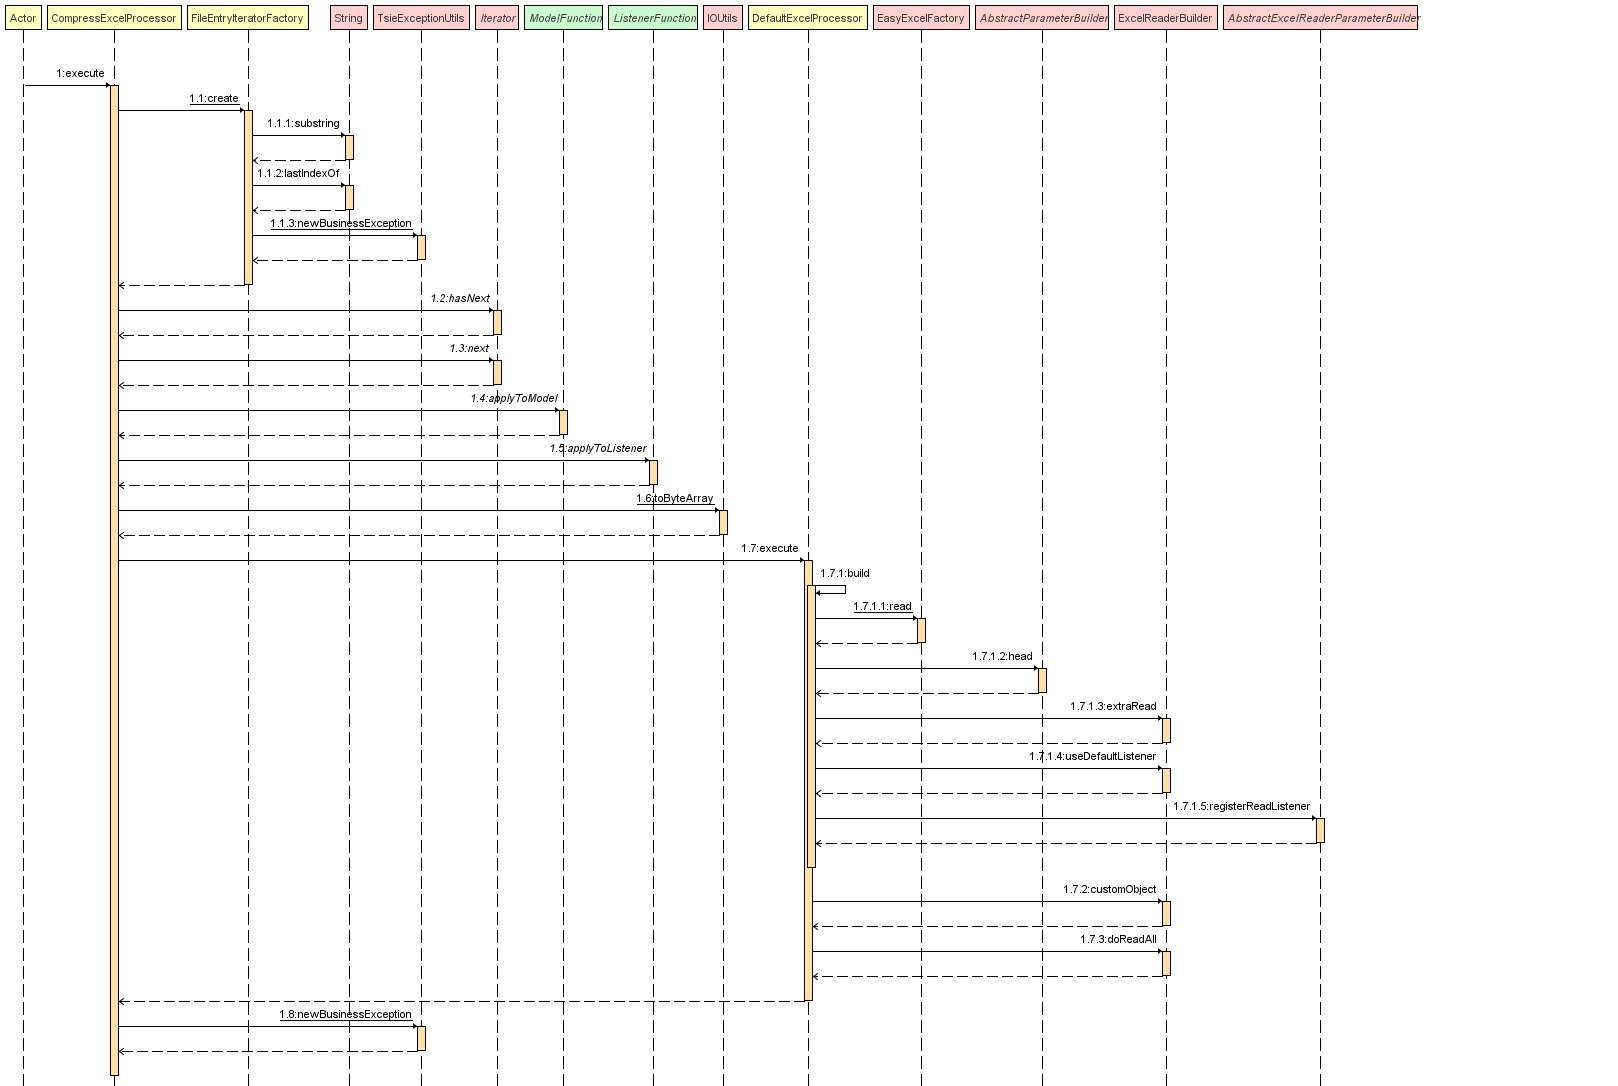 Actor
CompressExcelProcessor
FileEntryIteratorFactory
String
TsieExceptionUtils
Iterator
ModelFunction
ListenerFunction
IOUtils
DefaultExcelProcessor
EasyExcelFactory
AbstractParameterBuilder
ExcelReaderBuilder
AbstractExcelReaderParameterBuilder
1:execute
1.1:create
1.1.1:substring
1.1.2:lastIndexOf
1.1.3:newBusinessException
1.2:hasNext
1.3:next
1.4:applyToModel
1.5:applyToListener
1.6:toByteArray
1.7:execute
1.7.1:build
1.7.1.1:read
1.7.1.2:head
1.7.1.3:extraRead
1.7.1.4:useDefaultListener
1.7.1.5:registerReadListener
1.7.2:customObject
1.7.3:doReadAll
1.8:newBusinessException